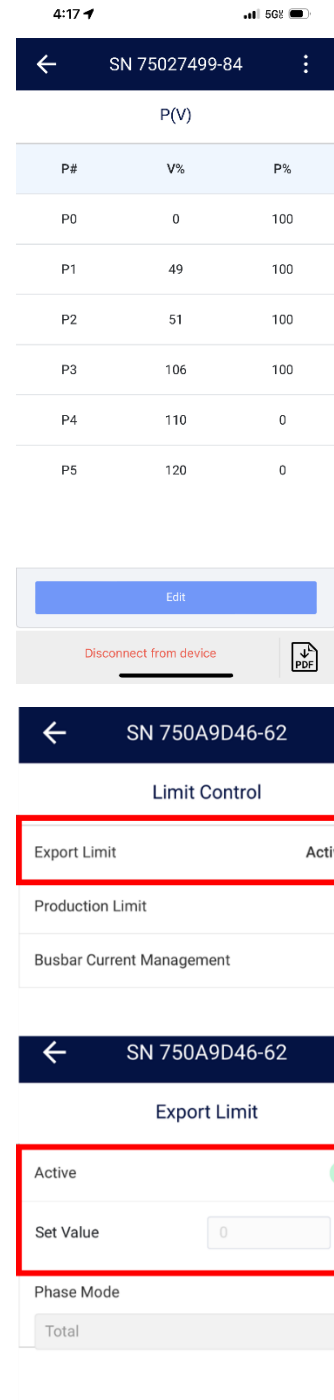 4:17 5G
SN 75027499-84
P(V)
P# V% P%
P0 0 100
P1 49 100
P2 51 100
P3 106 100
P4 110 0
P5 120 0
Edit
Disconnect from device PDF
SN 750A9D46-62
Limit Control
Export Limit Acti
Production Limit
Busbar Current Management
SN 750A9D46-62
Export Limit
Active
Set Value 0
Phase Mode
Total